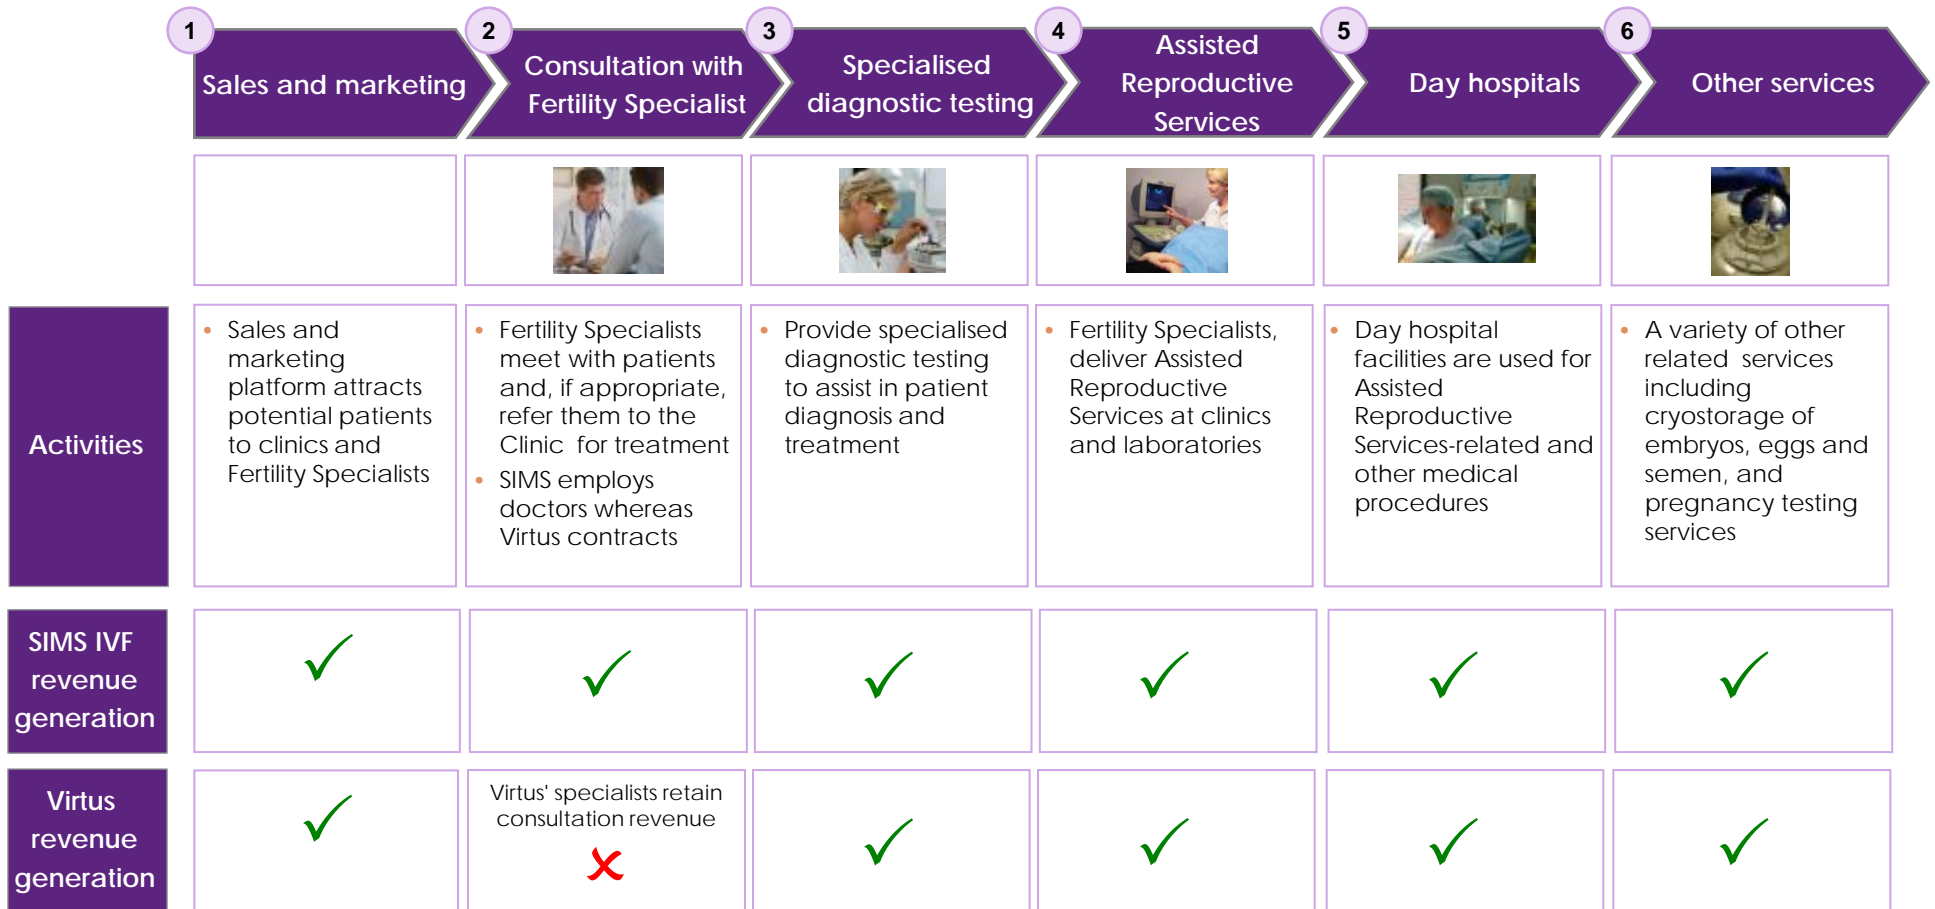 1
Sales and marketing
2
Consultation with
Fertility Specialist
3
Specialised
diagnostic testing
4
Assisted
Reproductive
Services
5
Day hospitals
6
Other services
Activities
• Sales and
marketing
platform attracts
potential patients
to clinics and
Fertility Specialists
• Fertility Specialists
meet with patients
and, if appropriate,
refer them to the
Clinic for treatment
• SIMS employs
doctors whereas
Virtus contracts
• Provide specialised
diagnostic testing
to assist in patient
diagnosis and
treatment
• Fertility Specialists,
deliver Assisted
Reproductive
Services at clinics
and laboratories
• Day hospital
facilities are used for
Assisted
Reproductive
Services-related and
other medical
procedures
• A variety of other
related services
including
cryostorage of
embryos, eggs and
semen, and
pregnancy testing
services
SIMS IVF
revenue
generation
Virtus
revenue
generation
Virtus' specialists retain
consultation revenue